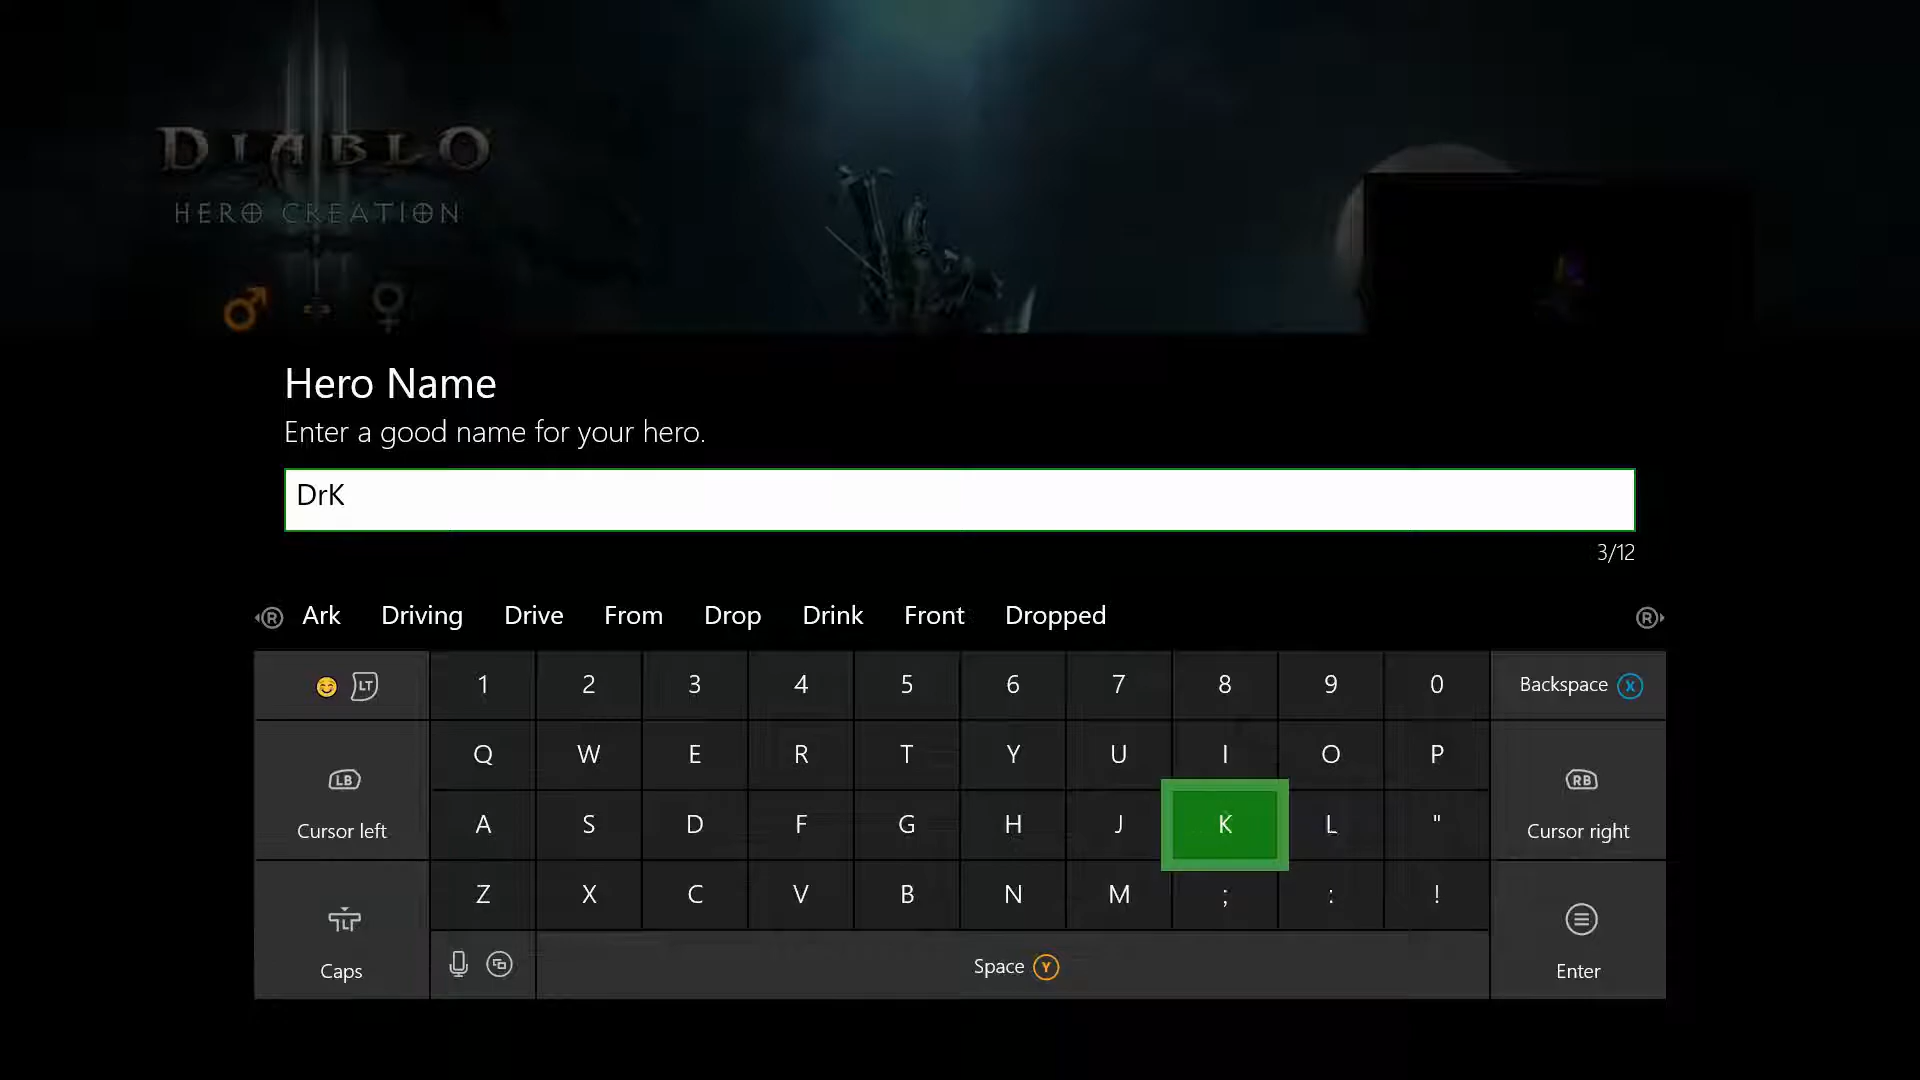 DIABLO
HERO CREATION
Hero Name
Enter a good name for your hero.
DrK
3/12
R Ark Driving Drive From Drop Drink Front Dropped R
LT 1 2 3 4 5 6 7 8 9 0 Backspace X
Q W E R T Y U I O P
LB RB
Cursor left A S D F G H J K L " Cursor right
Z X C V B N M ; : !
Caps Space Y Enter